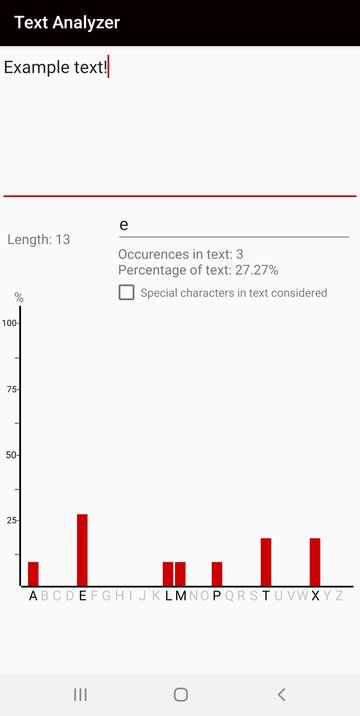 Text Analyzer
Example text!
e
Length: 13
Occurences in text: 3
Percentage of text: 27.27%
Special characters in text considered
%
100
75
50
25
A B C D E F G H I J K L M N O P Q R S T U V W X Y Z